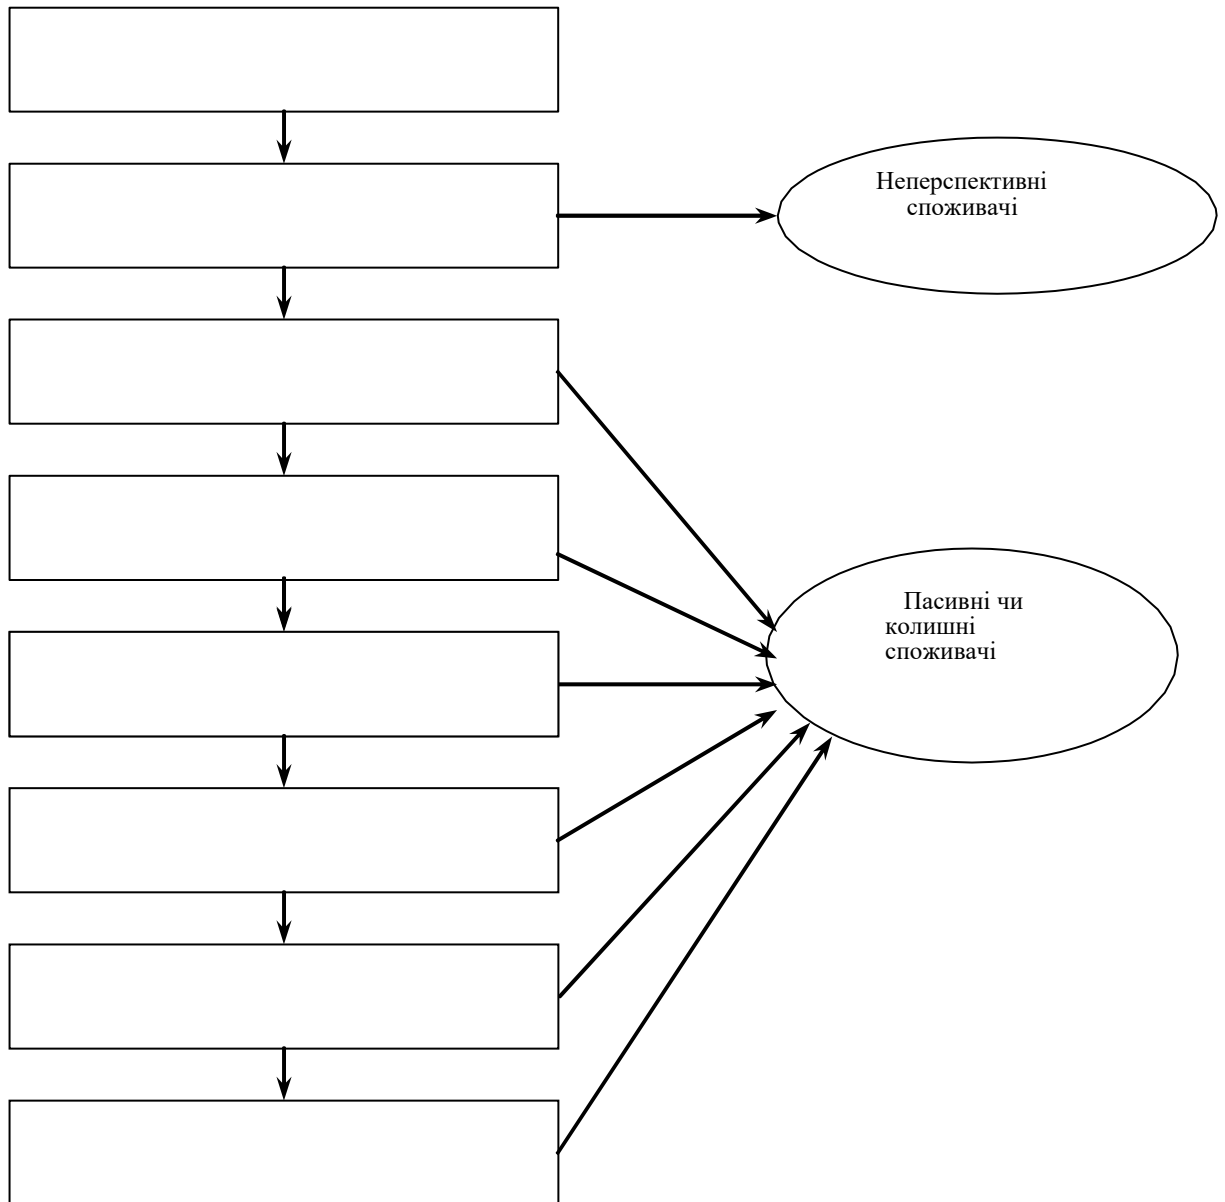 Неперспективні
споживачі
Пасивні чи
колишні
споживачі